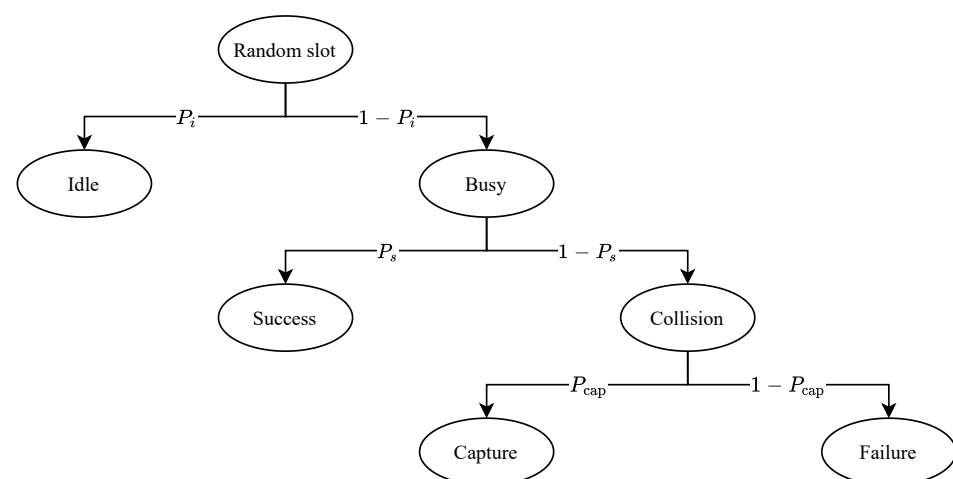 Random slot
P_i
1 − P_i
Idle
Busy
P_s
1 − P_s
Success
Collision
P_cap
1 − P_cap
Capture
Failure